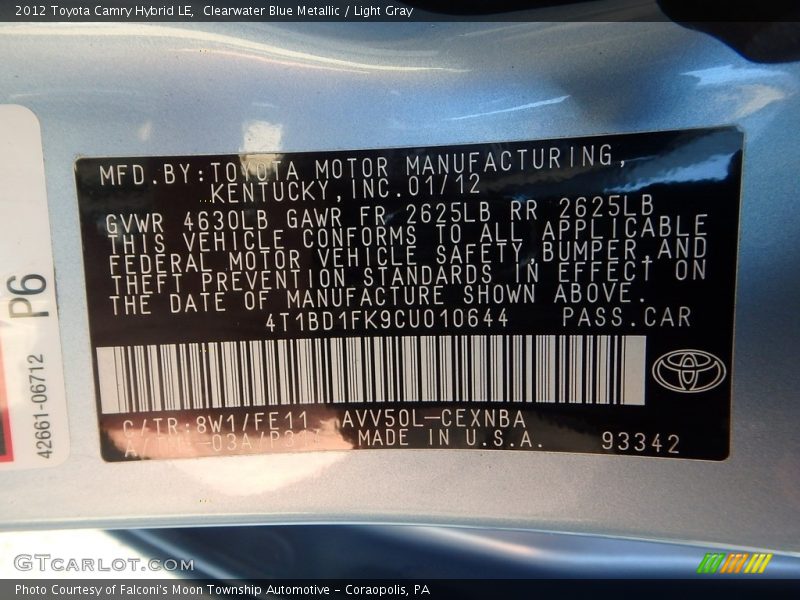 2012 Toyota Camry Hybrid LE,  Clearwater Blue Metallic / Light Gray
MFD.BY:TOYOTA MOTOR MANUFACTURING,
KENTUCKY,INC.01/12
GVWR 4630LB GAWR FR 2625LB RR 2625LB
THIS VEHICLE CONFORMS TO ALL APPLICABLE
FEDERAL MOTOR VEHICLE SAFETY,BUMPER,AND
THEFT PREVENTION STANDARDS IN EFFECT ON
THE DATE OF MANUFACTURE SHOWN ABOVE.
4T1BD1FK9CU010644 PASS.CAR
C/TR:8W1/FE11 AVV50L-CEXNBA
MADE IN U.S.A. 93342
P6
42661-06712
GTcarlot.com
Photo Courtesy of Falconi's Moon Township Automotive - Coraopolis, PA